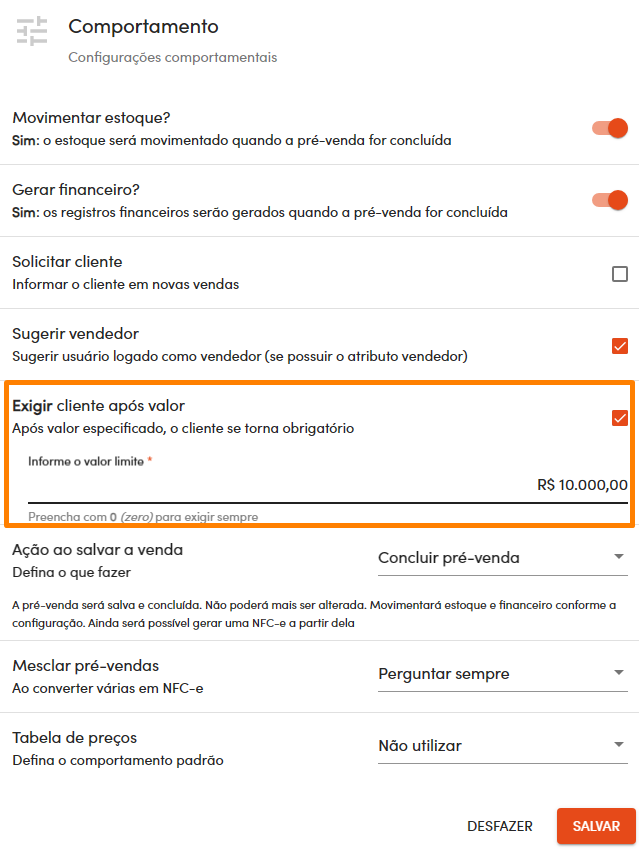 Comportamento
Configurações comportamentais
Movimentar estoque?
Sim: o estoque será movimentado quando a pré-venda for concluída
Gerar financeiro?
Sim: os registros financeiros serão gerados quando a pré-venda for concluída
Solicitar cliente
Informar o cliente em novas vendas
Sugerir vendedor
Sugerir usuário logado como vendedor (se possuir o atributo vendedor)
Exigir cliente após valor
Após valor especificado, o cliente se torna obrigatório
Informe o valor limite *
R$ 10.000,00
Preencha com 0 (zero) para exigir sempre
Ação ao salvar a venda
Defina o que fazer
Concluir pré-venda
A pré-venda será salva e concluída. Não poderá mais ser alterada. Movimentará estoque e financeiro conforme a
configuração. Ainda será possível gerar uma NFC-e a partir dela
Mesclar pré-vendas
Ao converter várias em NFC-e
Perguntar sempre
Tabela de preços
Defina o comportamento padrão
Não utilizar
DESFAZER
SALVAR